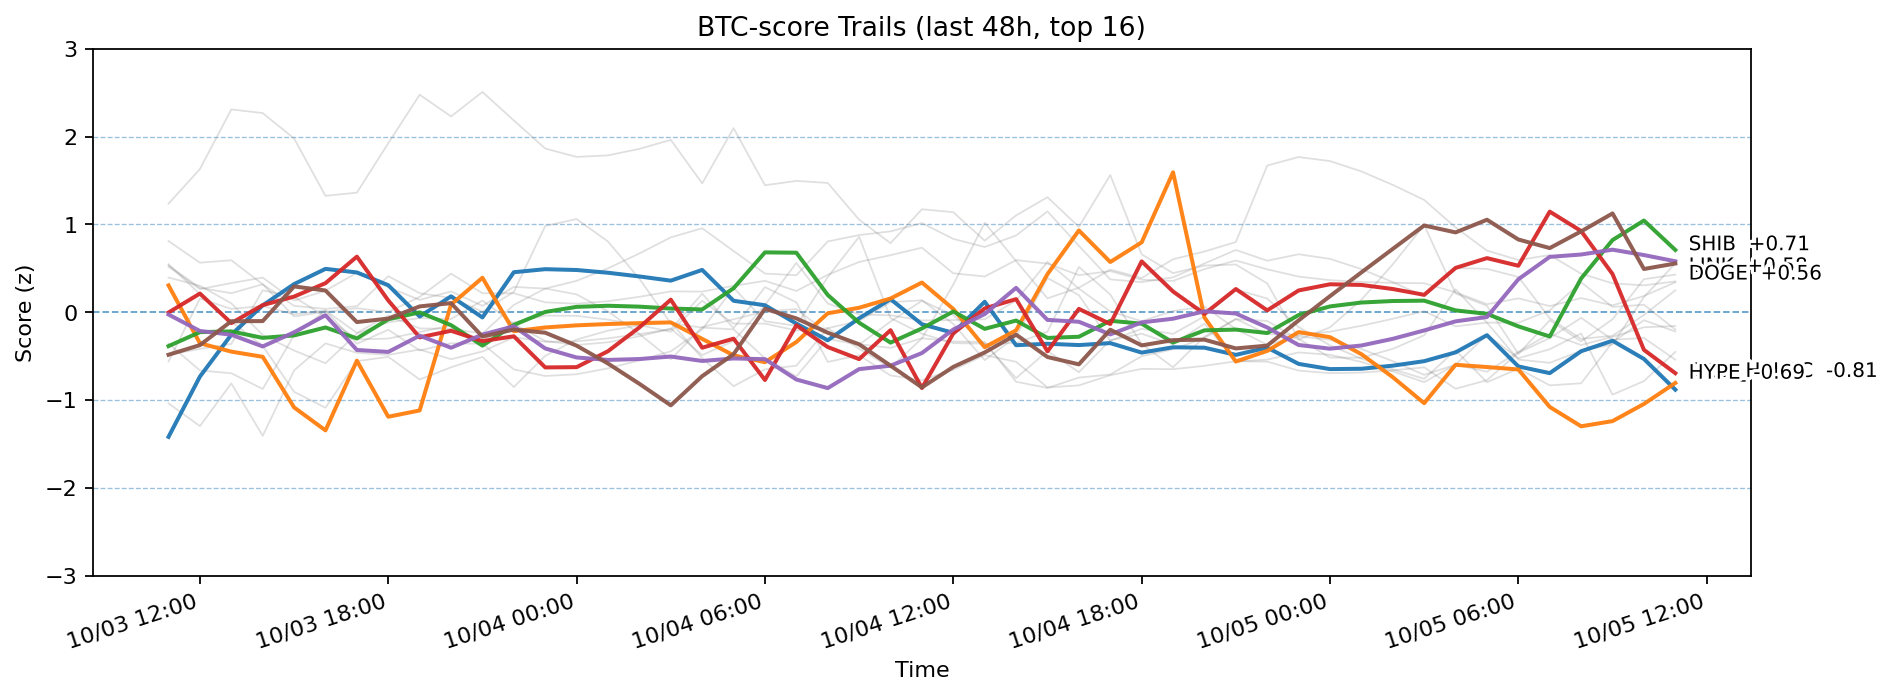 BTC-score Trails (last 48h, top 16)
Score (z)
3
2
1
0
−1
−2
−3
SHIB +0.71
DOGE +0.56
HYPE -0.69
-0.81
10/03 12:00
10/03 18:00
10/04 00:00
10/04 06:00
10/04 12:00
10/04 18:00
10/05 00:00
10/05 06:00
10/05 12:00
Time